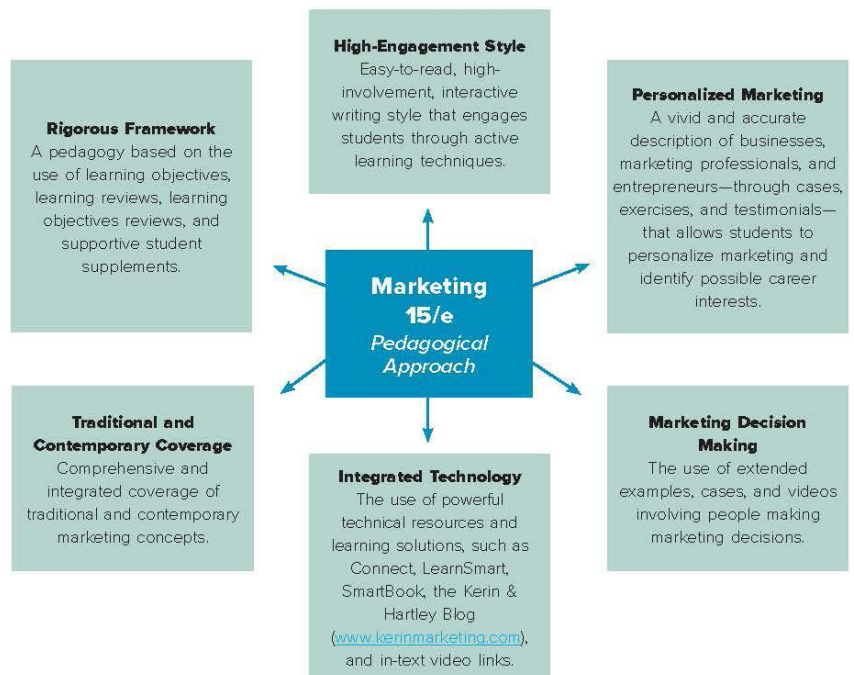 High-Engagement Style
Easy-to-read, high-
involvement, interactive
writing style that engages
students through active
learning techniques.
Rigorous Framework
A pedagogy based on the
use of learning objectives,
learning reviews, learning
objectives reviews, and
supportive student
supplements.
Personalized Marketing
A vivid and accurate
description of businesses,
marketing professionals, and
entrepreneurs—through cases,
exercises, and testimonials—
that allows students to
personalize marketing and
identify possible career
interests.
Marketing
15/e
Pedagogical
Approach
Traditional and
Contemporary Coverage
Comprehensive and
integrated coverage of
traditional and contemporary
marketing concepts.
Integrated Technology
The use of powerful
technical resources and
learning solutions, such as
Connect, LearnSmart,
SmartBook, the Kerin &
Hartley Blog
(www.kerinmarketing.com),
and in-text video links.
Marketing Decision
Making
The use of extended
examples, cases, and videos
involving people making
marketing decisions.